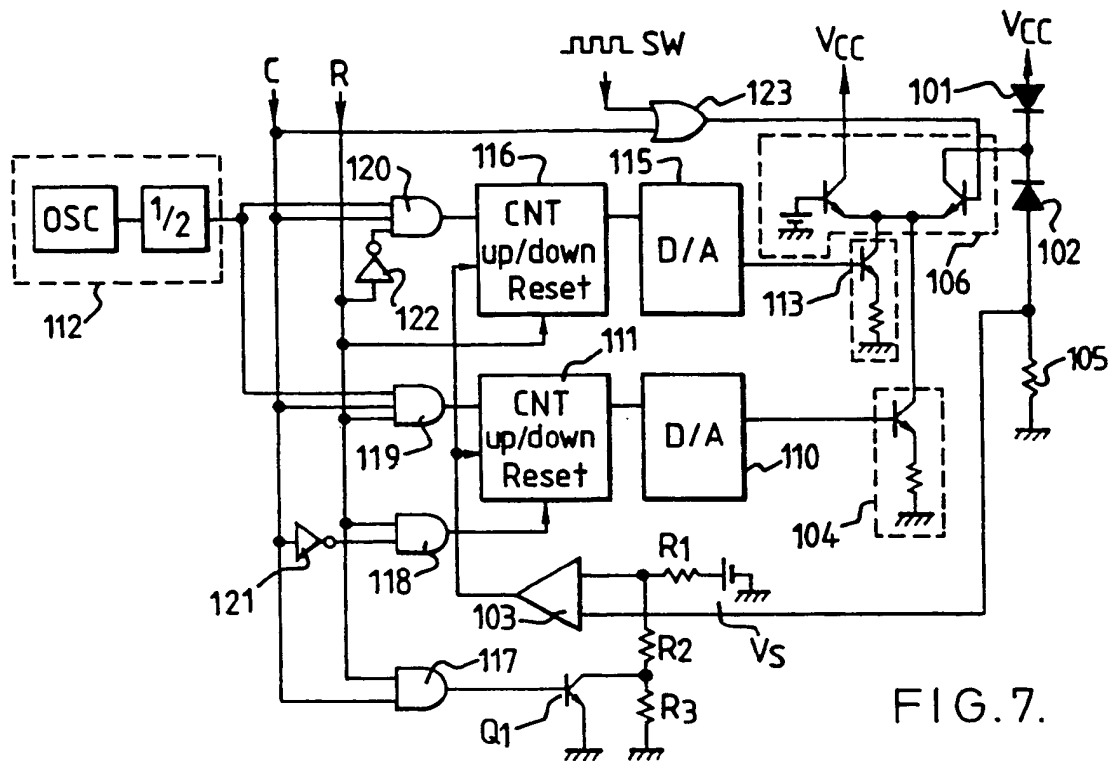 SW
C
R
VCC
VCC
101
123
120
116
115
OSC
1/2
CNT
up/down
Reset
D/A
102
106
112
122
113
111
105
CNT
up/down
Reset
D/A
119
110
104
121
118
R1
103
VS
R2
117
R3
Q1
FIG.7.